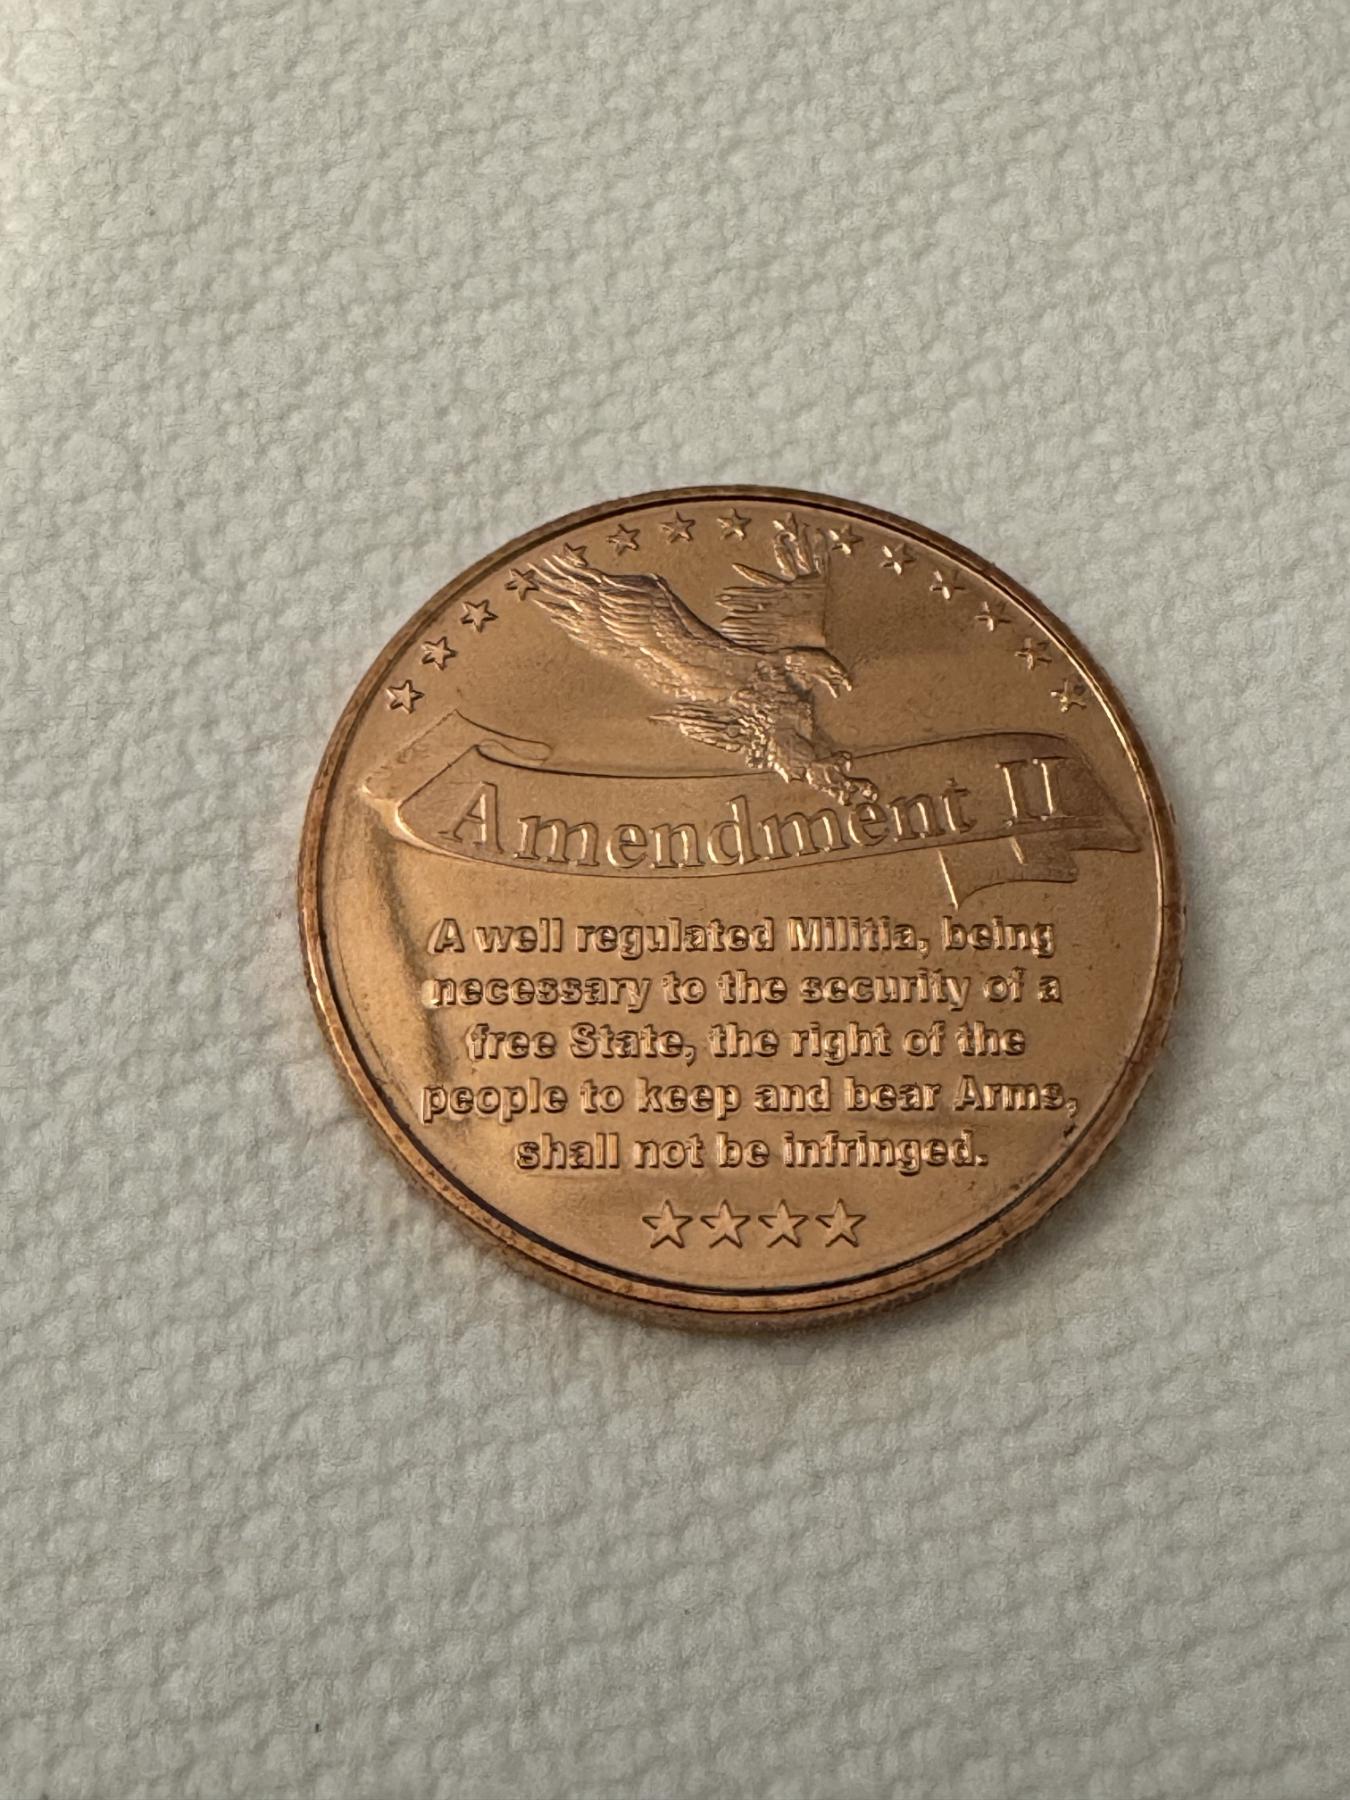 Amendment II
A well regulated Militia, being
necessary to the security of a
free State, the right of the
people to keep and bear Arms,
shall not be infringed.